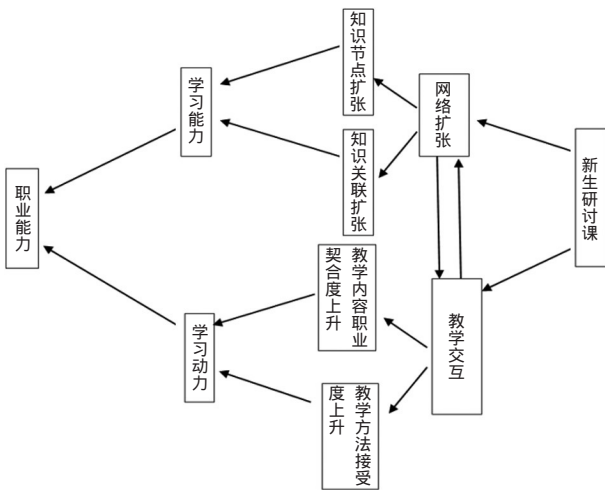 职业能力
学习能力
学习动力
知识节点扩张
知识关联扩张
教学内容职业
契合度上升
教学方法接受
度上升
网络扩张
教学交互
新生研讨课